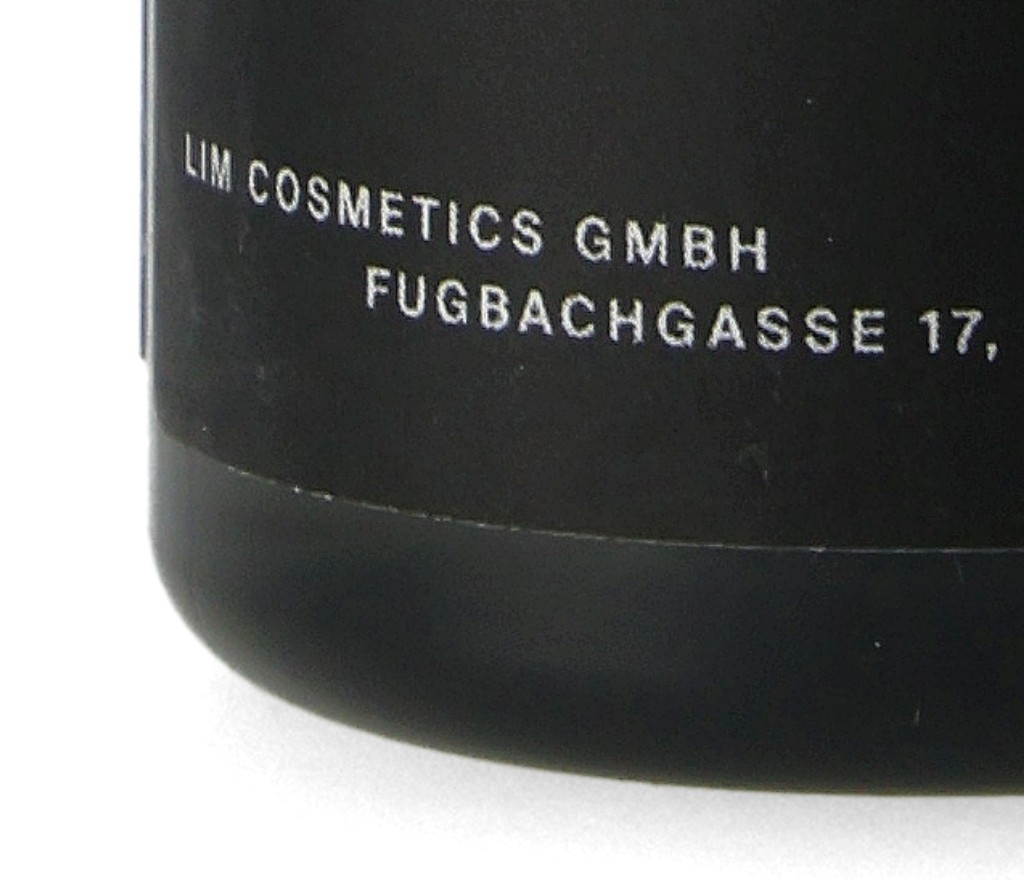 LIM COSMETICS GMBH
FUGBACHGASSE 17,